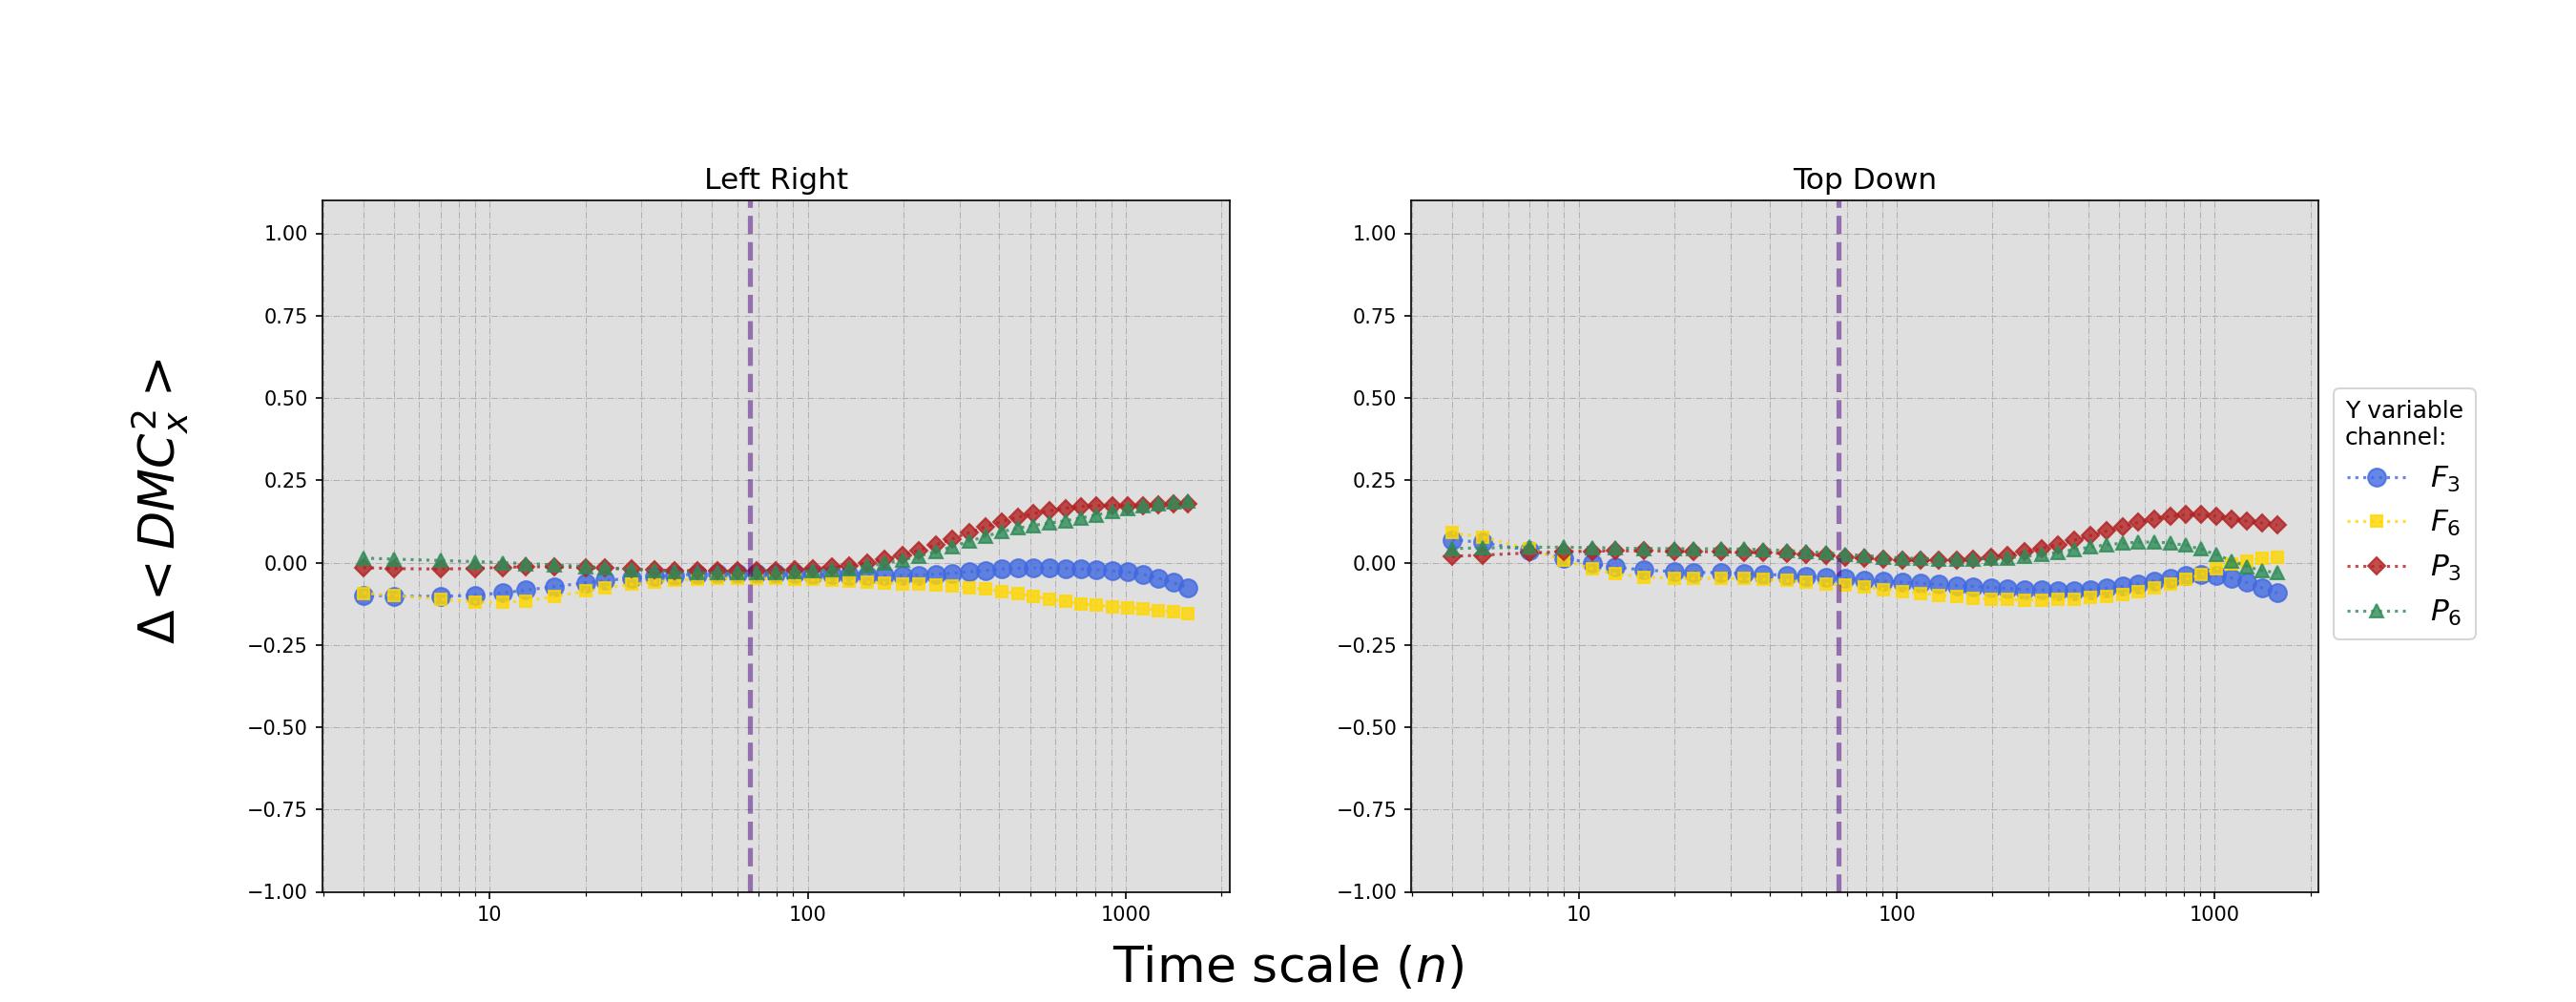 Left Right
Top Down
1.00
0.75
0.50
0.25
0.00
−0.25
−0.50
−0.75
−1.00
1.00
0.75
0.50
0.25
0.00
−0.25
−0.50
−0.75
−1.00
Δ < DMC²ₓ >
10 100 1000
10 100 1000
Time scale (n)
Y variable
channel:
F₃
F₆
P₃
P₆